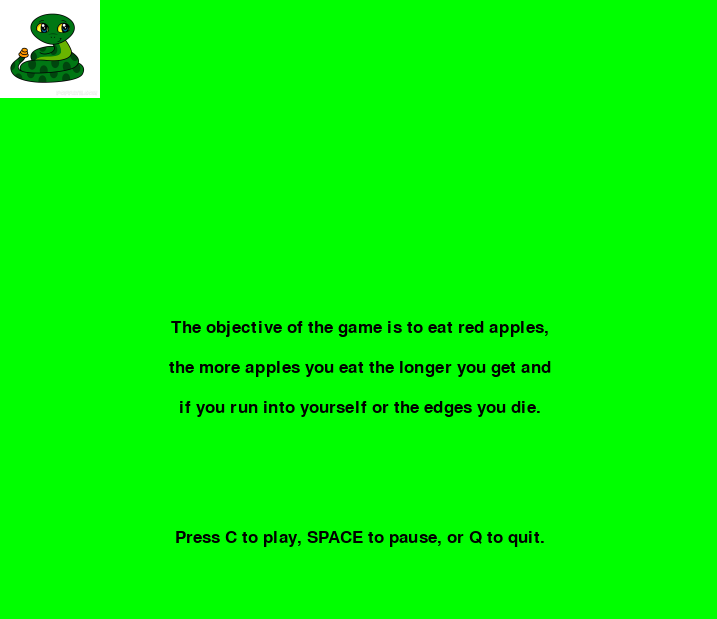 The objective of the game is to eat red apples,
the more apples you eat the longer you get and
if you run into yourself or the edges you die.
Press C to play, SPACE to pause, or Q to quit.